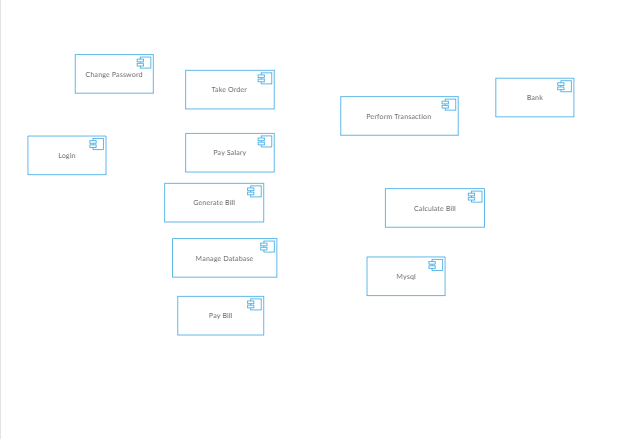 Change Password
Take Order
Bank
Perform Transaction
Login
Pay Salary
Generate Bill
Calculate Bill
Manage Database
Mysql
Pay Bill